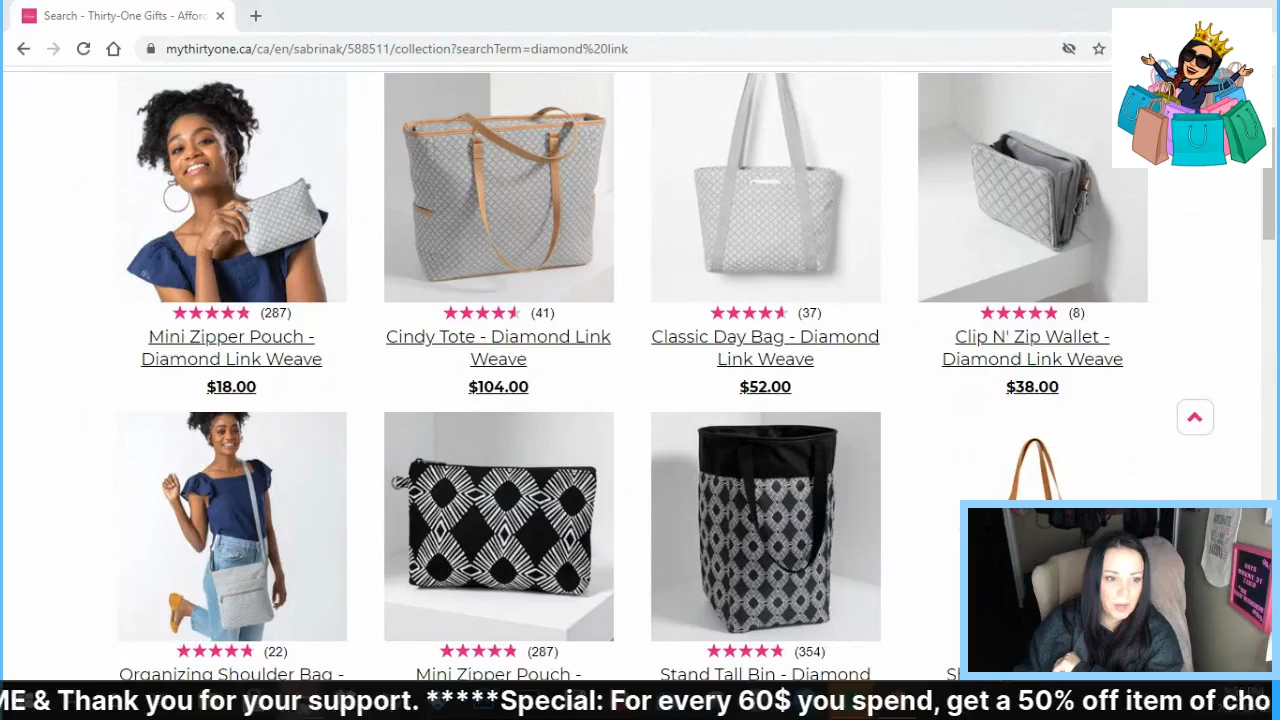 Search - Thirty-One Gifts - Affor
mythirtyone.ca/ca/en/sabrinak/588511/collection?searchTerm=diamond%20link
(287)
Mini Zipper Pouch -
Diamond Link Weave
$18.00
(41)
Cindy Tote - Diamond Link
Weave
$104.00
(37)
Classic Day Bag - Diamond
Link Weave
$52.00
(8)
Clip N' Zip Wallet -
Diamond Link Weave
$38.00
(22)
Organizing Shoulder Bag -
(287)
Mini Zipper Pouch -
(354)
Stand Tall Bin - Diamond
ME & Thank you for your support. *****Special: For every 60$ you spend, get a 50% off item of cho